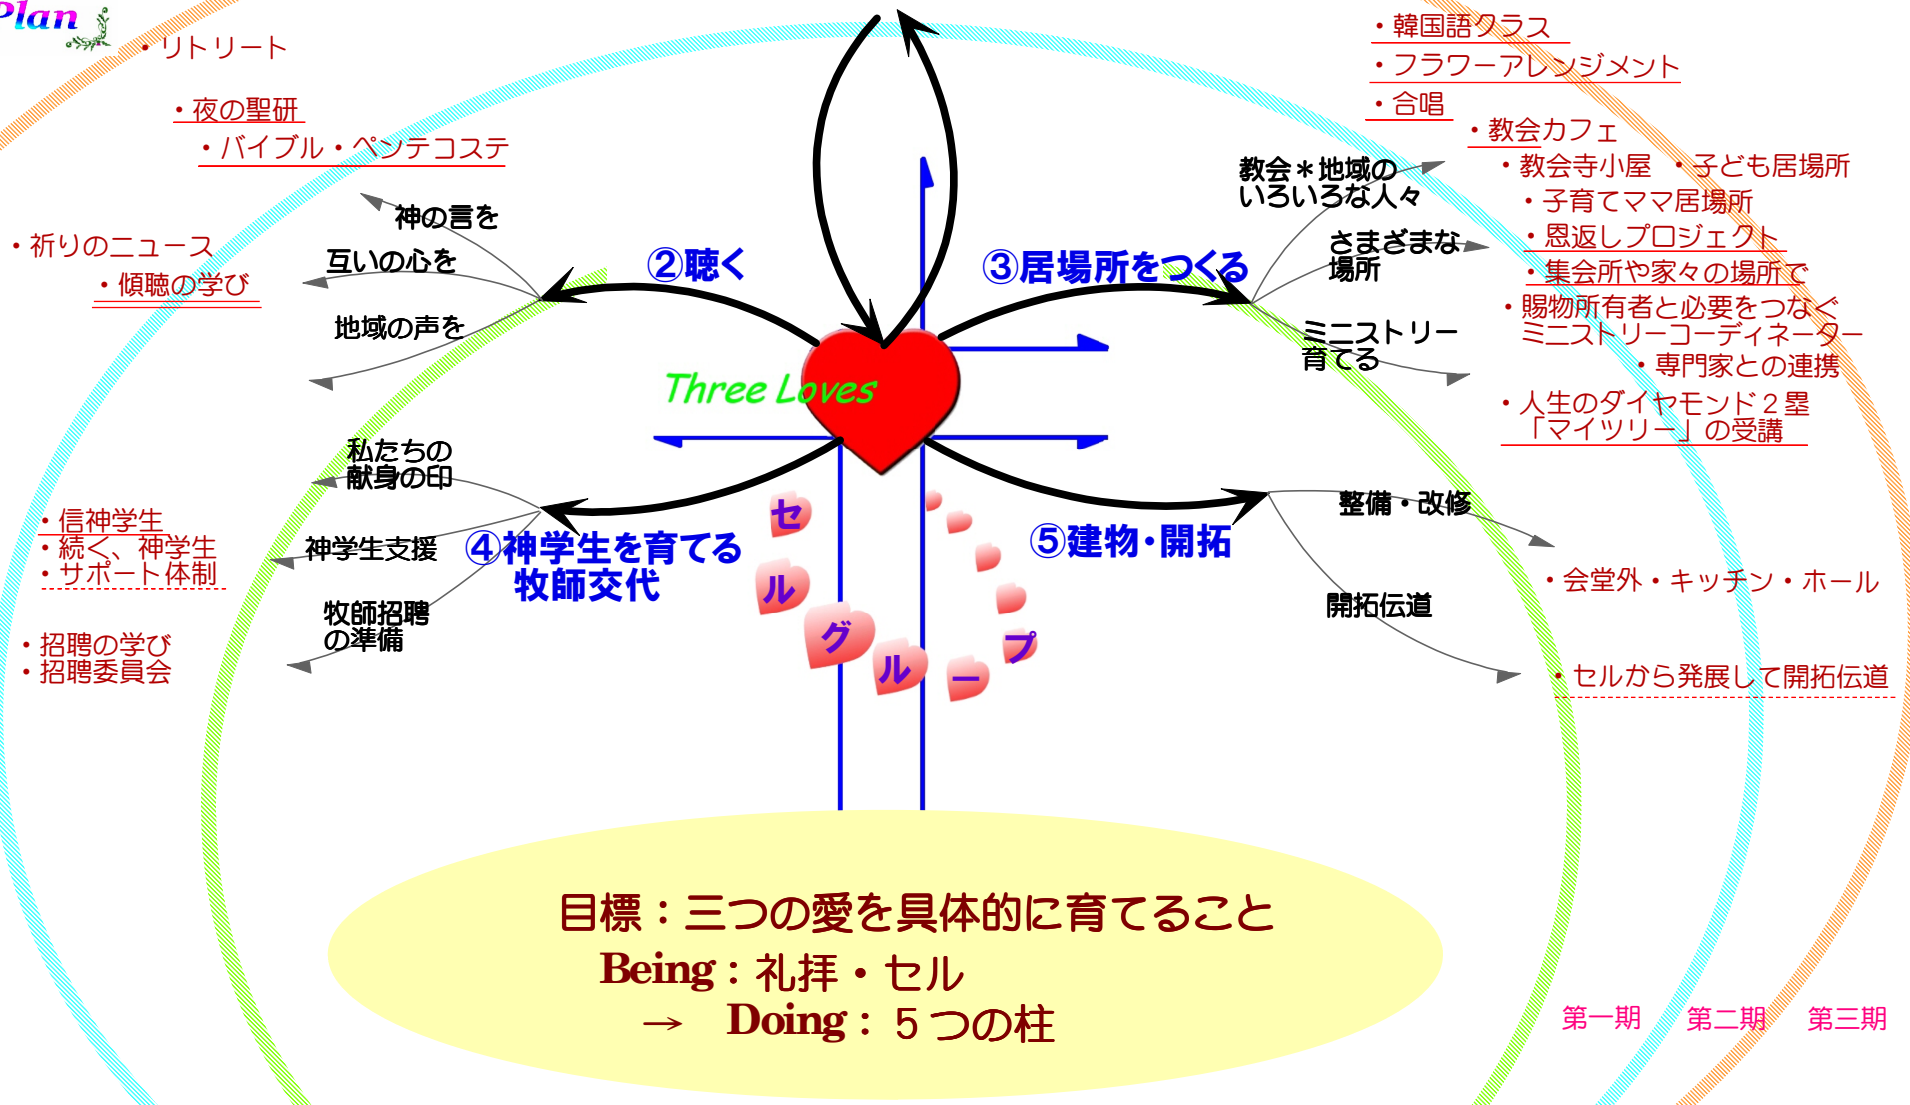 Plan
・リトリート
・夜の聖研
・バイブル・ペンテコステ
神の言を
・祈りのニュース
互いの心を
・傾聴の学び
地域の声を
②聴く
③居場所をつくる
・韓国語クラス
・フラワーアレンジメント
・合唱
・教会カフェ
教会＊地域の
いろいろな人々
・教会寺小屋　・子ども居場所
・子育てママ居場所
さまざまな
場所
・恩返しプロジェクト
・集会所や家々の場所で
ミニストリー
育てる
・賜物所有者と必要をつなぐ
ミニストリーコーディネーター
・専門家との連携
・人生のダイヤモンド２塁
「マイツリー」の受講
Three Loves
私たちの
献身の印
・信神学生
・続く、神学生
・サポート体制
神学生支援
④神学生を育てる
牧師交代
牧師招聘
の準備
・招聘の学び
・招聘委員会
セルグループ
⑤建物・開拓
整備・改修
・会堂外・キッチン・ホール
開拓伝道
・セルから発展して開拓伝道
目標：三つの愛を具体的に育てること
Being：礼拝・セル
→　Doing：５つの柱
第一期　第二期　第三期